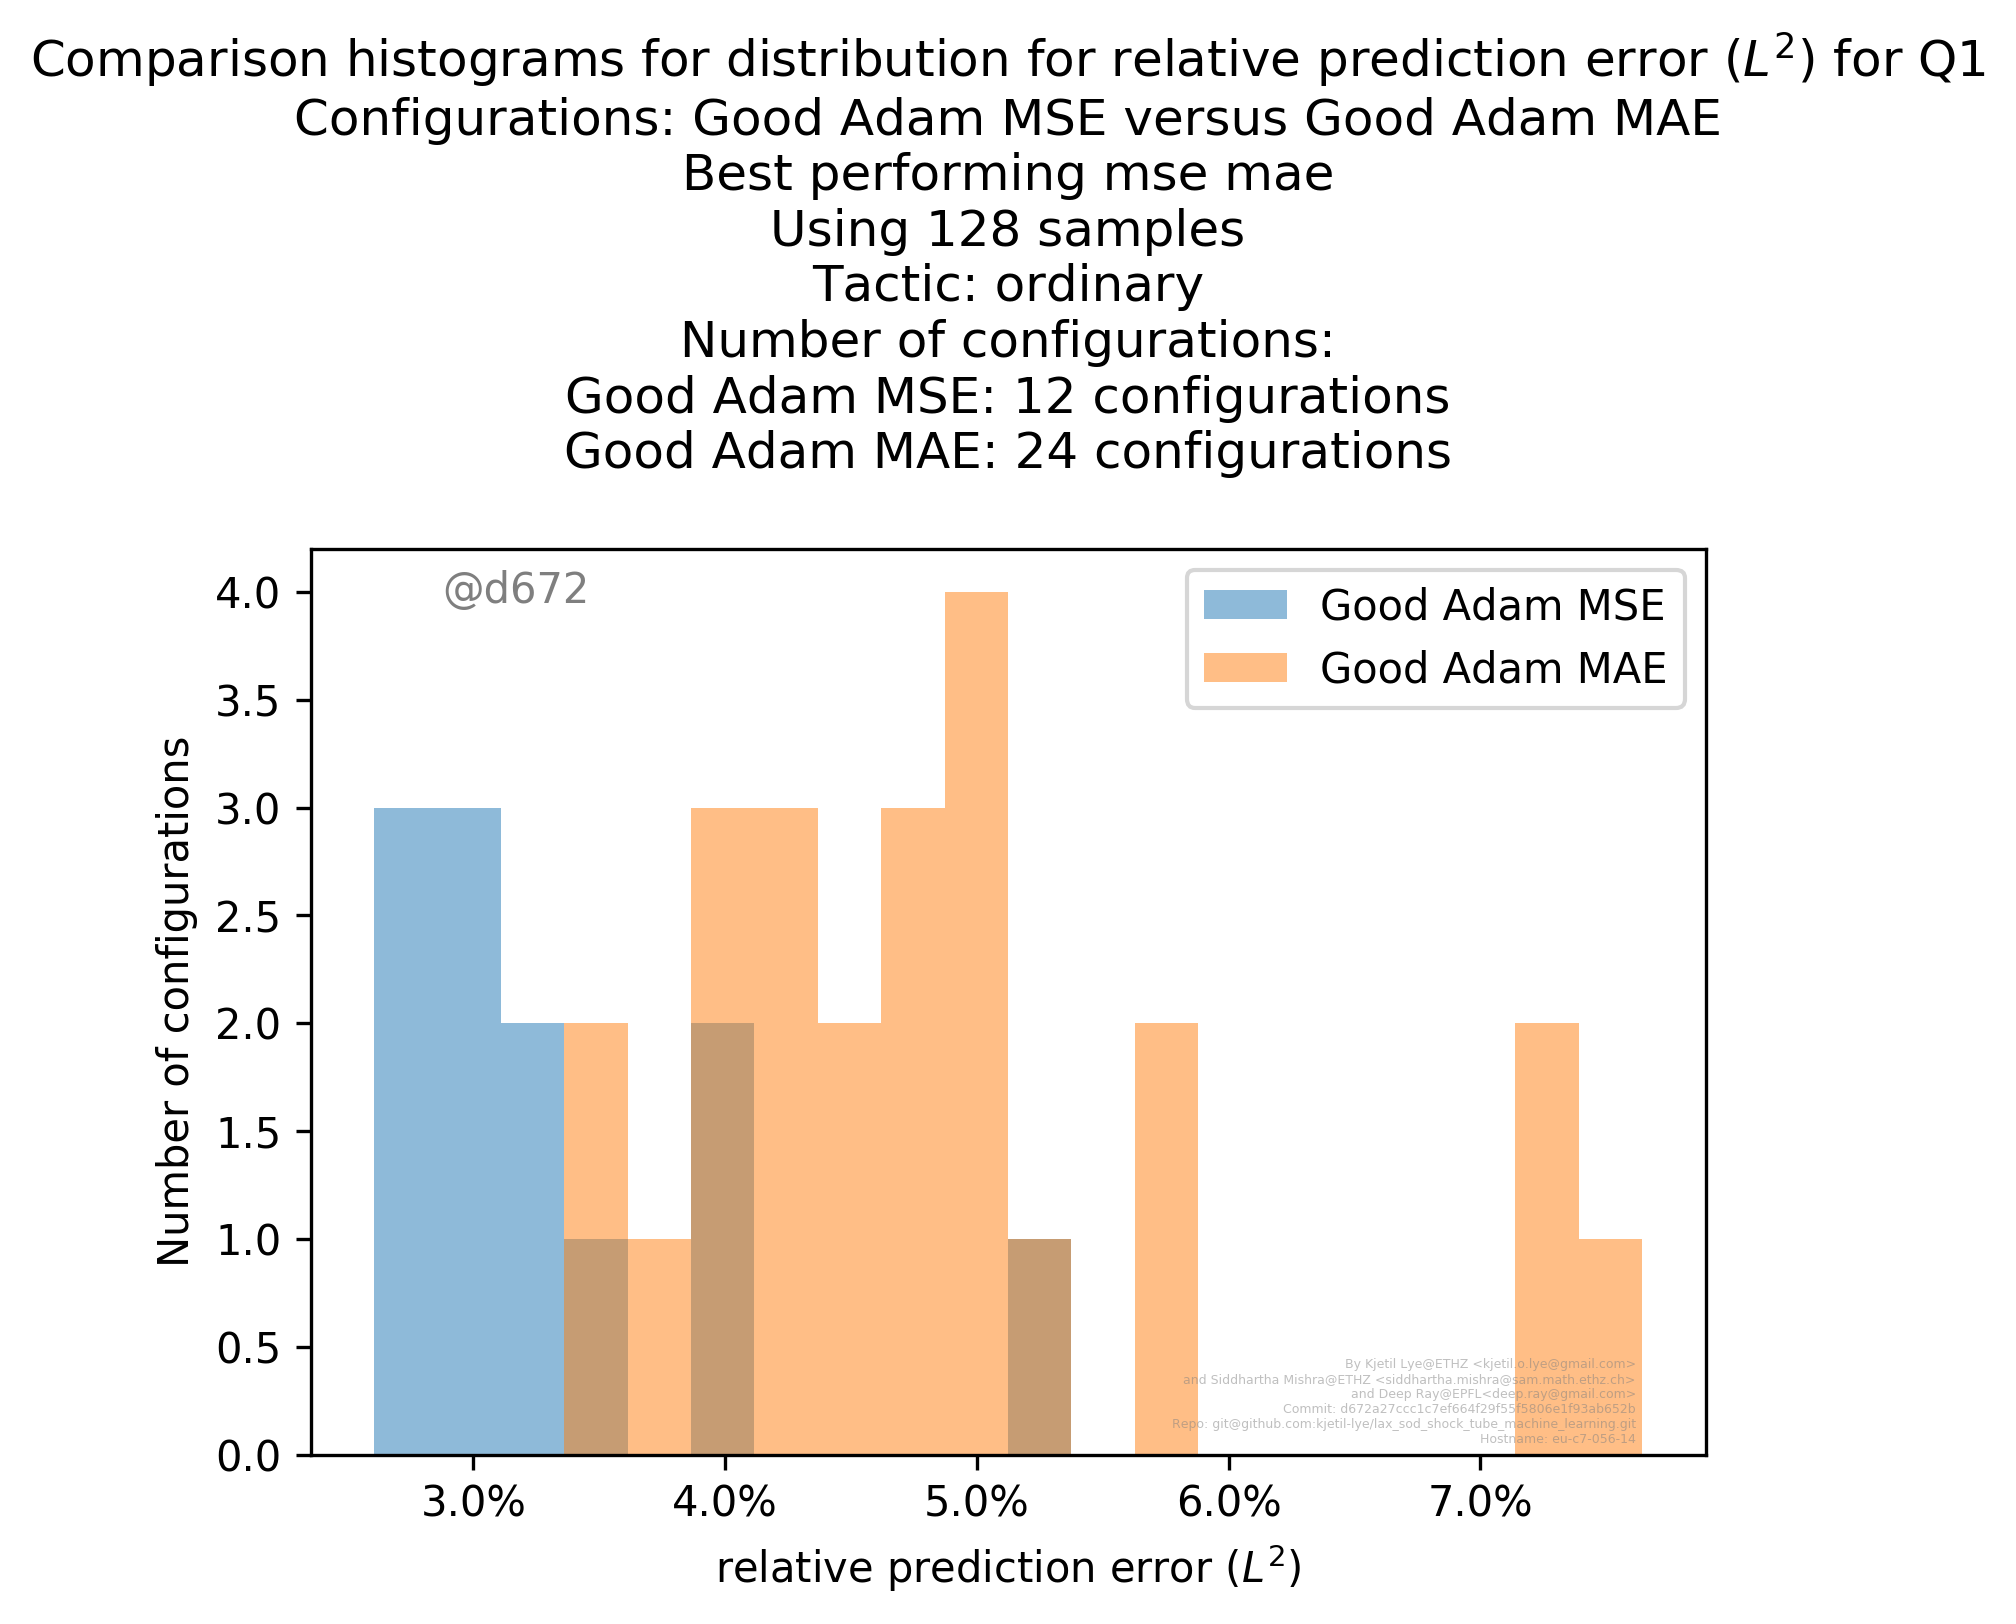 Comparison histograms for distribution for relative prediction error (L²) for Q1
Configurations: Good Adam MSE versus Good Adam MAE
Best performing mse mae
Using 128 samples
Tactic: ordinary
Number of configurations:
Good Adam MSE: 12 configurations
Good Adam MAE: 24 configurations
@d672
Good Adam MSE
Good Adam MAE
4.0
3.5
3.0
2.5
2.0
1.5
1.0
0.5
0.0
Number of configurations
By Kjetil Lye@ETHZ <kjetil.o.lye@gmail.com>
and Siddhartha Mishra@ETHZ <siddhartha.mishra@sam.math.ethz.ch>
and Deep Ray@EPFL<deep.ray@gmail.com>
Commit: d672a27ccc1c7ef664f29f55f5806e1f93ab652b
Repo: git@github.com:kjetil-lye/lax_sod_shock_tube_machine_learning.git
Hostname: eu-c7-056-14
3.0% 4.0% 5.0% 6.0% 7.0%
relative prediction error (L²)